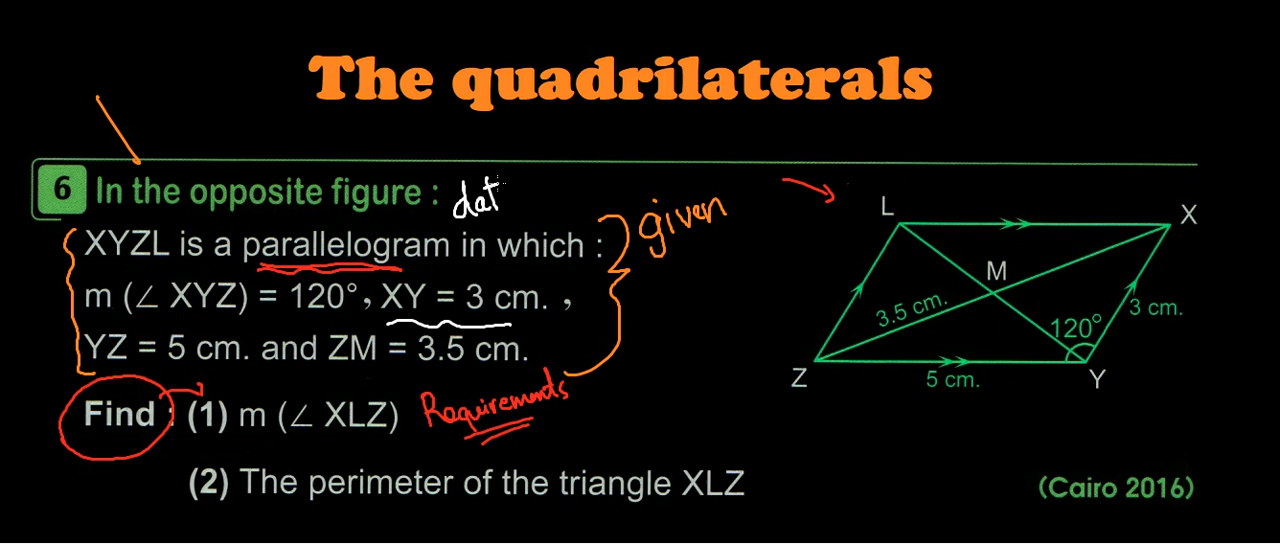 The quadrilaterals
6 In the opposite figure : dat
XYZL is a parallelogram in which : given
m (∠ XYZ) = 120°, XY = 3 cm. ,
YZ = 5 cm. and ZM = 3.5 cm.
Find : (1) m (∠ XLZ) Requirements
(2) The perimeter of the triangle XLZ
(Cairo 2016)
L
X
M
3.5 cm.
120°
3 cm.
Z
5 cm.
Y